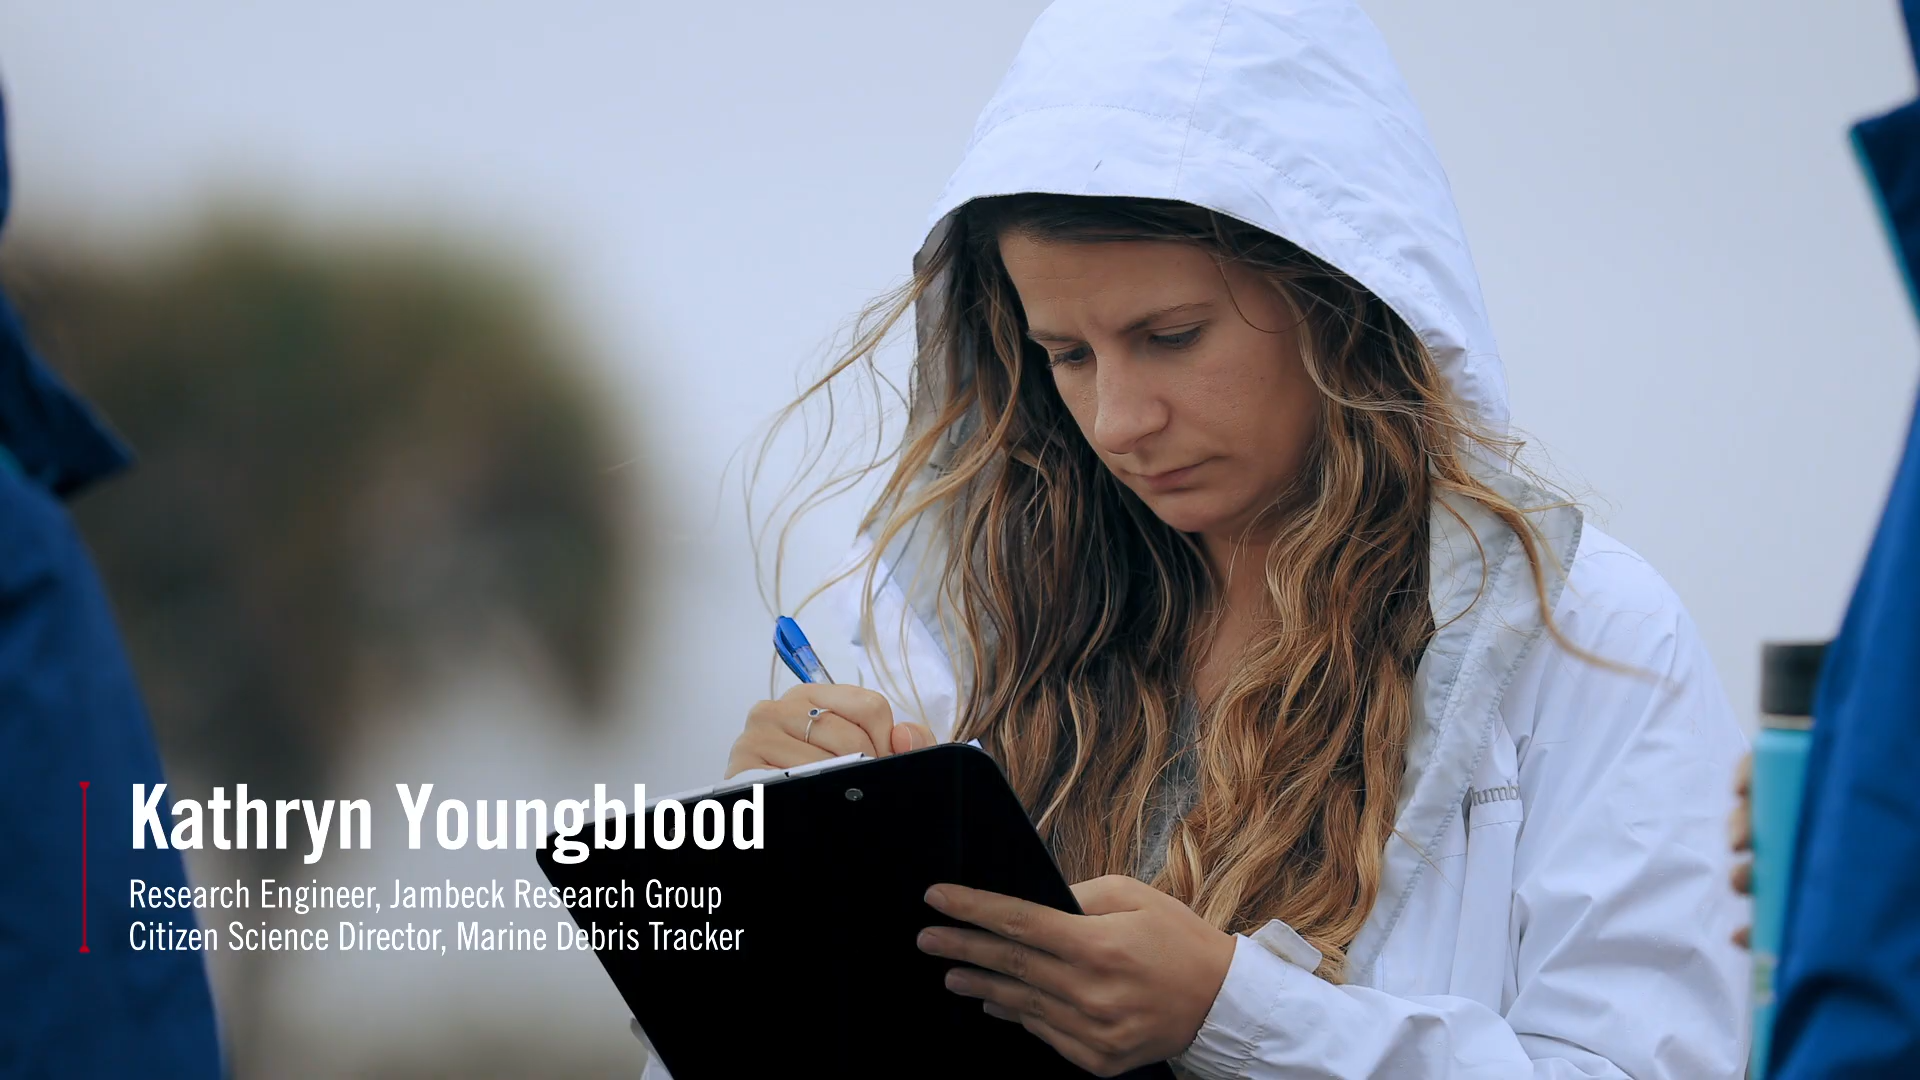 Kathryn Youngblood
Research Engineer, Jambeck Research Group
Citizen Science Director, Marine Debris Tracker